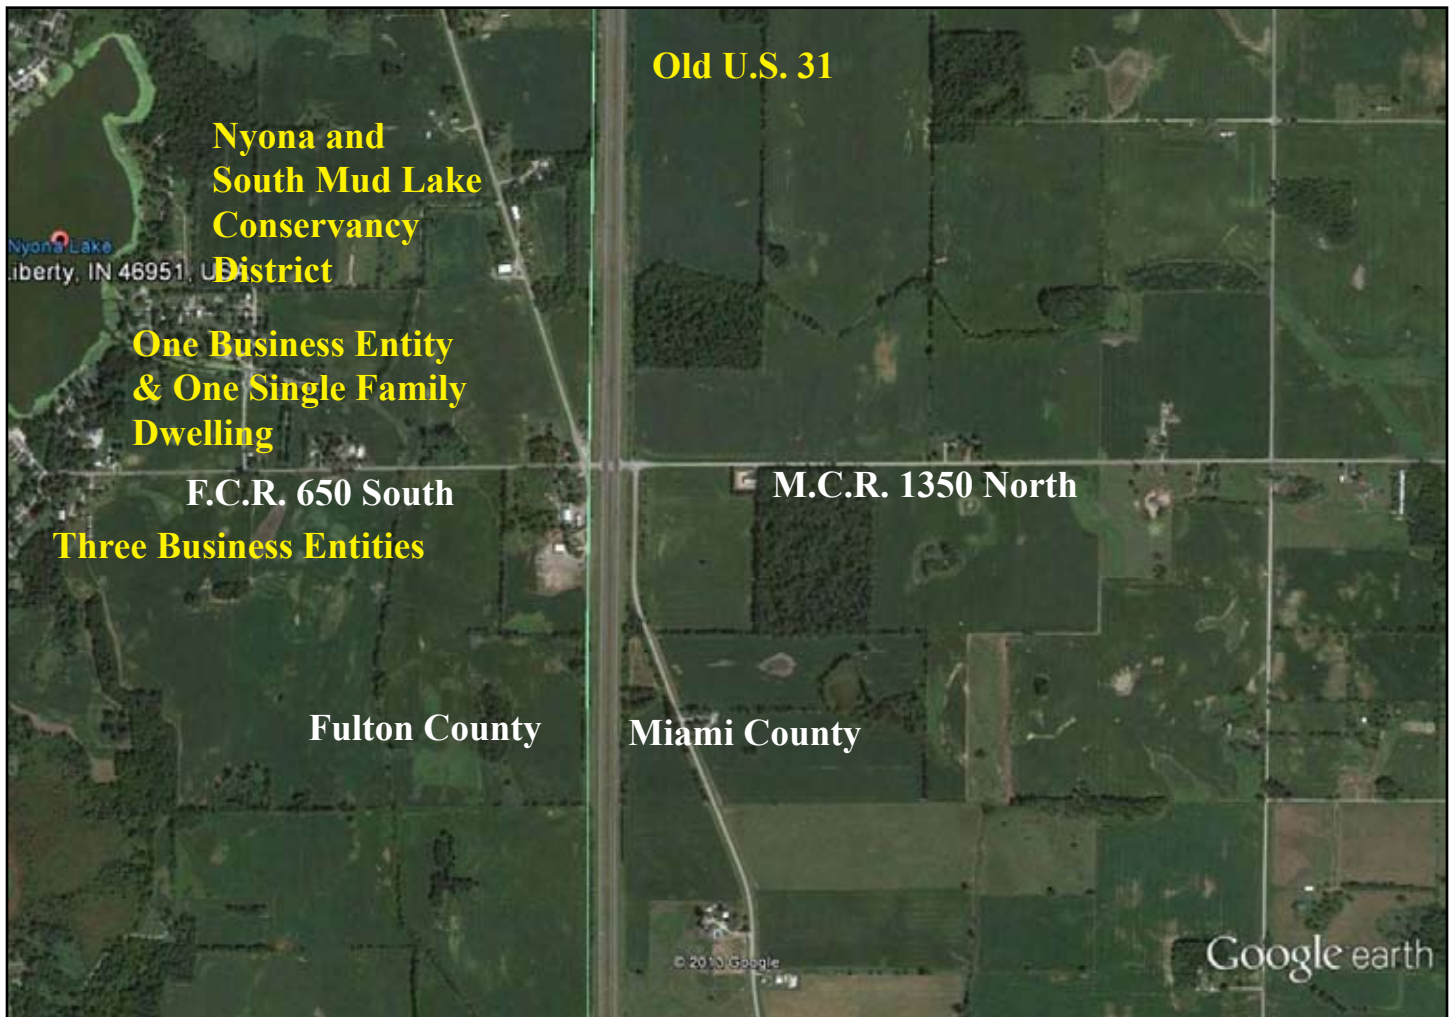 Old U.S. 31
Nyona and
South Mud Lake
Conservancy
District
Nyona Lake
Liberty, IN 46951, USA
One Business Entity
& One Single Family
Dwelling
F.C.R. 650 South
M.C.R. 1350 North
Three Business Entities
Fulton County
Miami County
© 2013 Google
Google earth